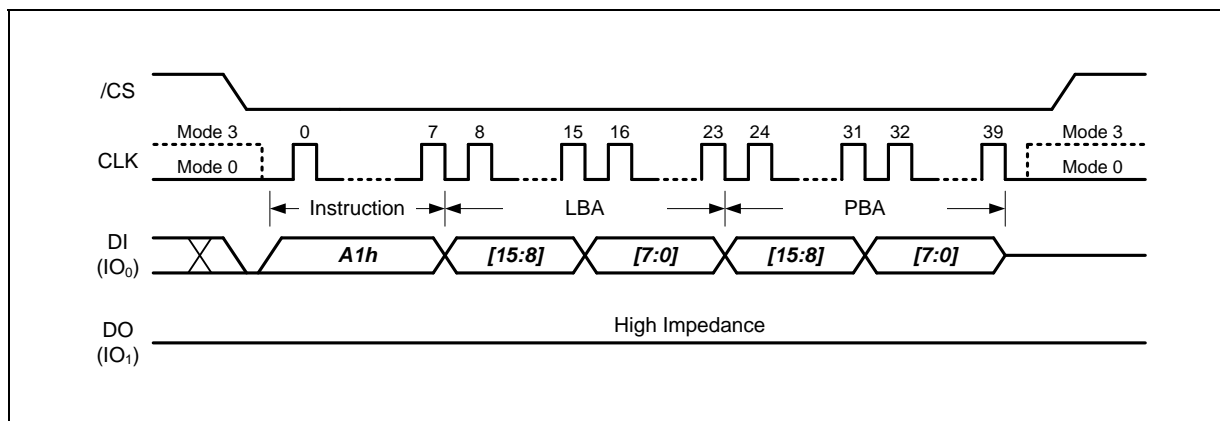 /CS
Mode 3 0 7 8 15 16 23 24 31 32 39 Mode 3
CLK
Mode 0 Mode 0
Instruction LBA PBA
DI
(IO0)
A1h [15:8] [7:0] [15:8] [7:0]
High Impedance
DO
(IO1)